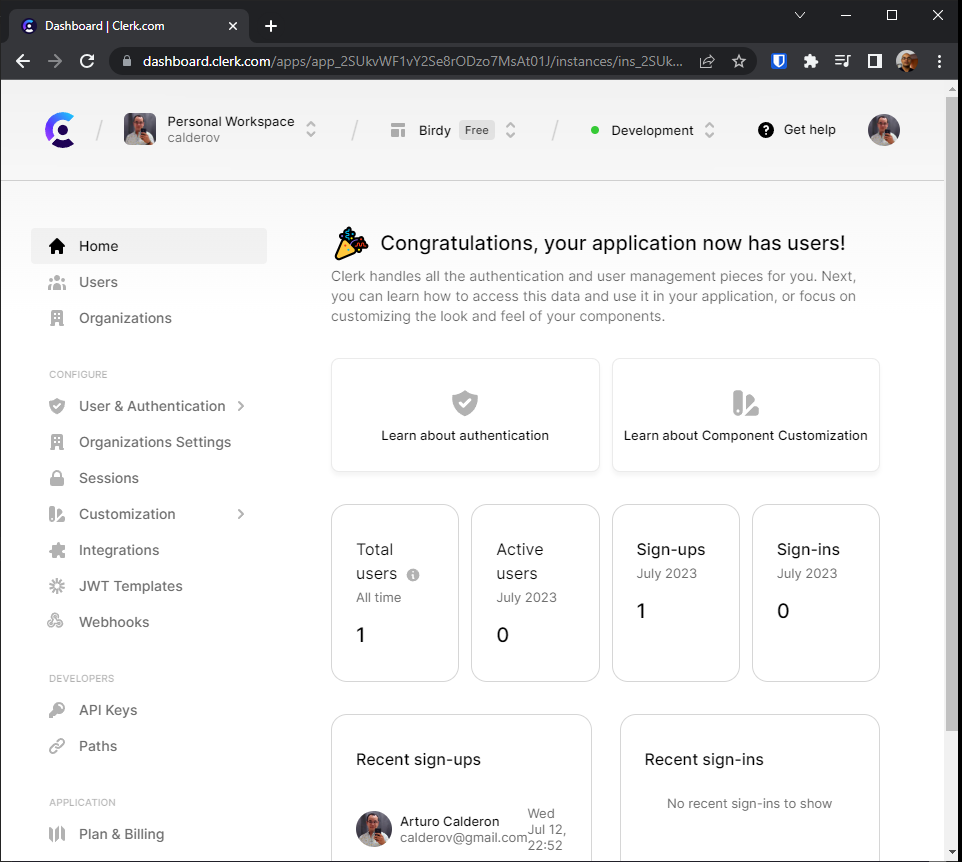 Dashboard | Clerk.com
dashboard.clerk.com/apps/app_2SUkvWF1vY2Se8rODzo7MsAt01J/instances/ins_2SUk...
Personal Workspace
calderov
Birdy Free
Development
Get help
Home
Users
Organizations
CONFIGURE
User & Authentication
Organizations Settings
Sessions
Customization
Integrations
JWT Templates
Webhooks
DEVELOPERS
API Keys
Paths
APPLICATION
Plan & Billing
Congratulations, your application now has users!
Clerk handles all the authentication and user management pieces for you. Next,
you can learn how to access this data and use it in your application, or focus on
customizing the look and feel of your components.
Learn about authentication
Learn about Component Customization
Total
users
All time
1
Active
users
July 2023
0
Sign-ups
July 2023
1
Sign-ins
July 2023
0
Recent sign-ups
Arturo Calderon
calderov@gmail.com
Wed
Jul 12,
22:52
Recent sign-ins
No recent sign-ins to show